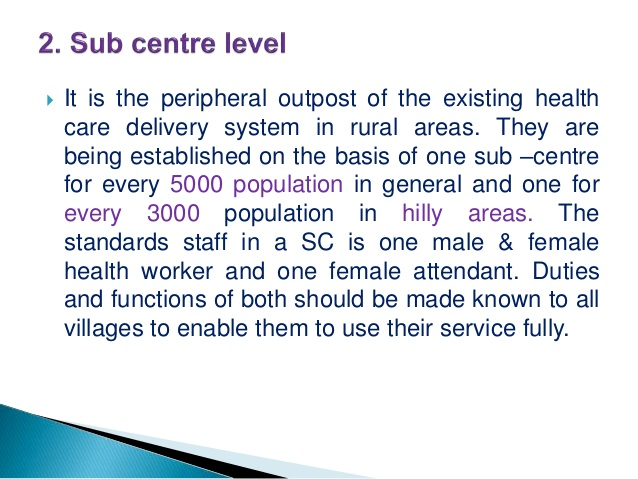 2. Sub centre level
It is the peripheral outpost of the existing health
care delivery system in rural areas. They are
being established on the basis of one sub –centre
for every 5000 population in general and one for
every 3000 population in hilly areas. The
standards staff in a SC is one male & female
health worker and one female attendant. Duties
and functions of both should be made known to all
villages to enable them to use their service fully.